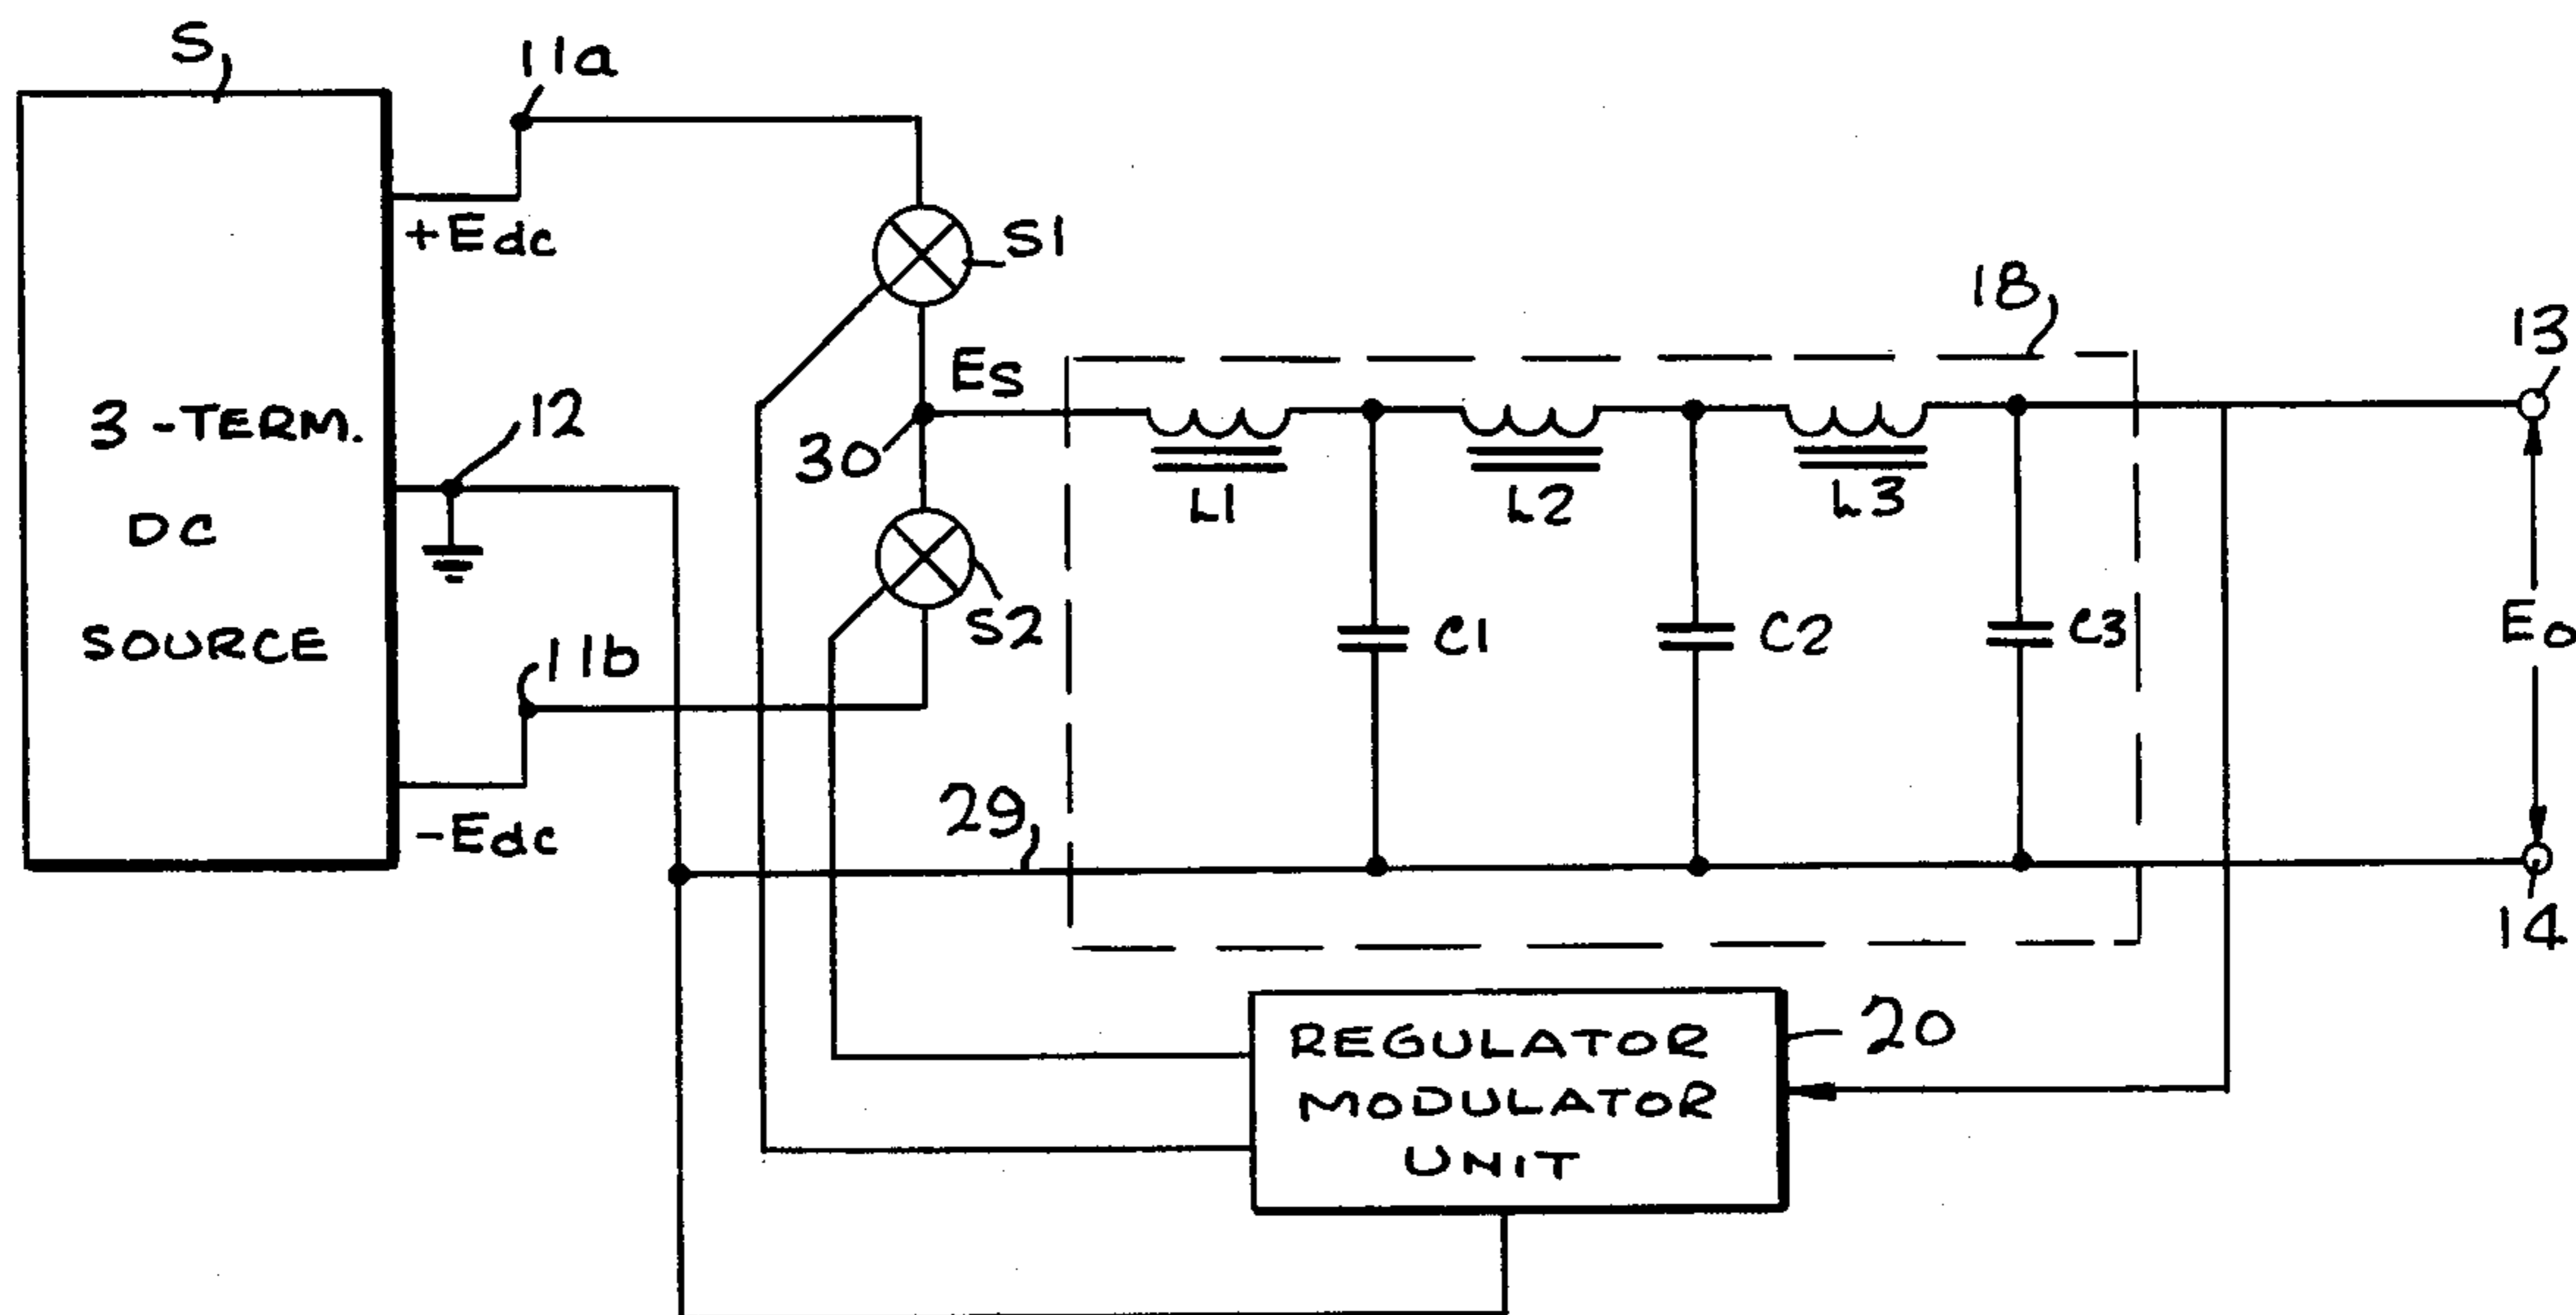 S
11a
+Edc
S1
18
13
3-TERM.
DC
SOURCE
12
Es
30
L1
L2
L3
S2
C1
C2
C3
Eo
11b
-Edc
29
14
REGULATOR
MODULATOR
UNIT
20